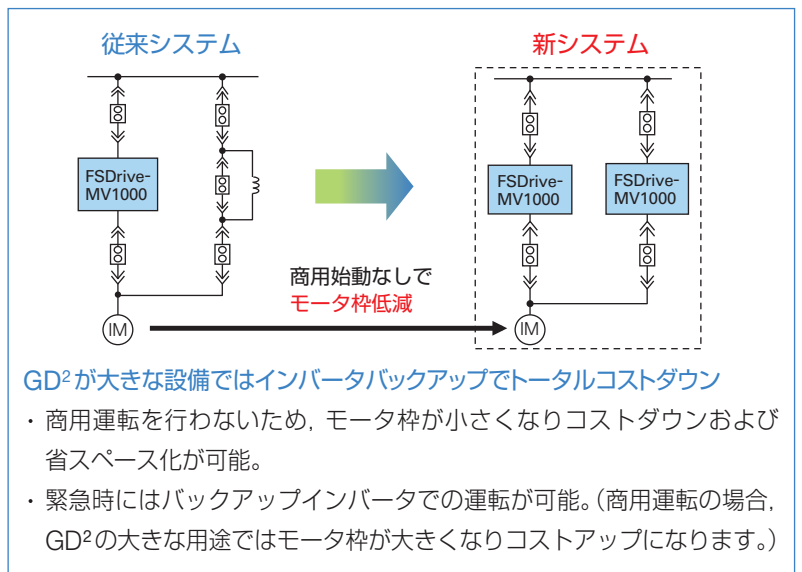 従来システム
新システム
FSDrive-
MV1000
FSDrive-
MV1000
FSDrive-
MV1000
商用始動なしで
モータ枠低減
IM
IM
GD²が大きな設備ではインバータバックアップでトータルコストダウン
・商用運転を行わないため，モータ枠が小さくなりコストダウンおよび
省スペース化が可能。
・緊急時にはバックアップインバータでの運転が可能。（商用運転の場合，
GD²の大きな用途ではモータ枠が大きくなりコストアップになります。）